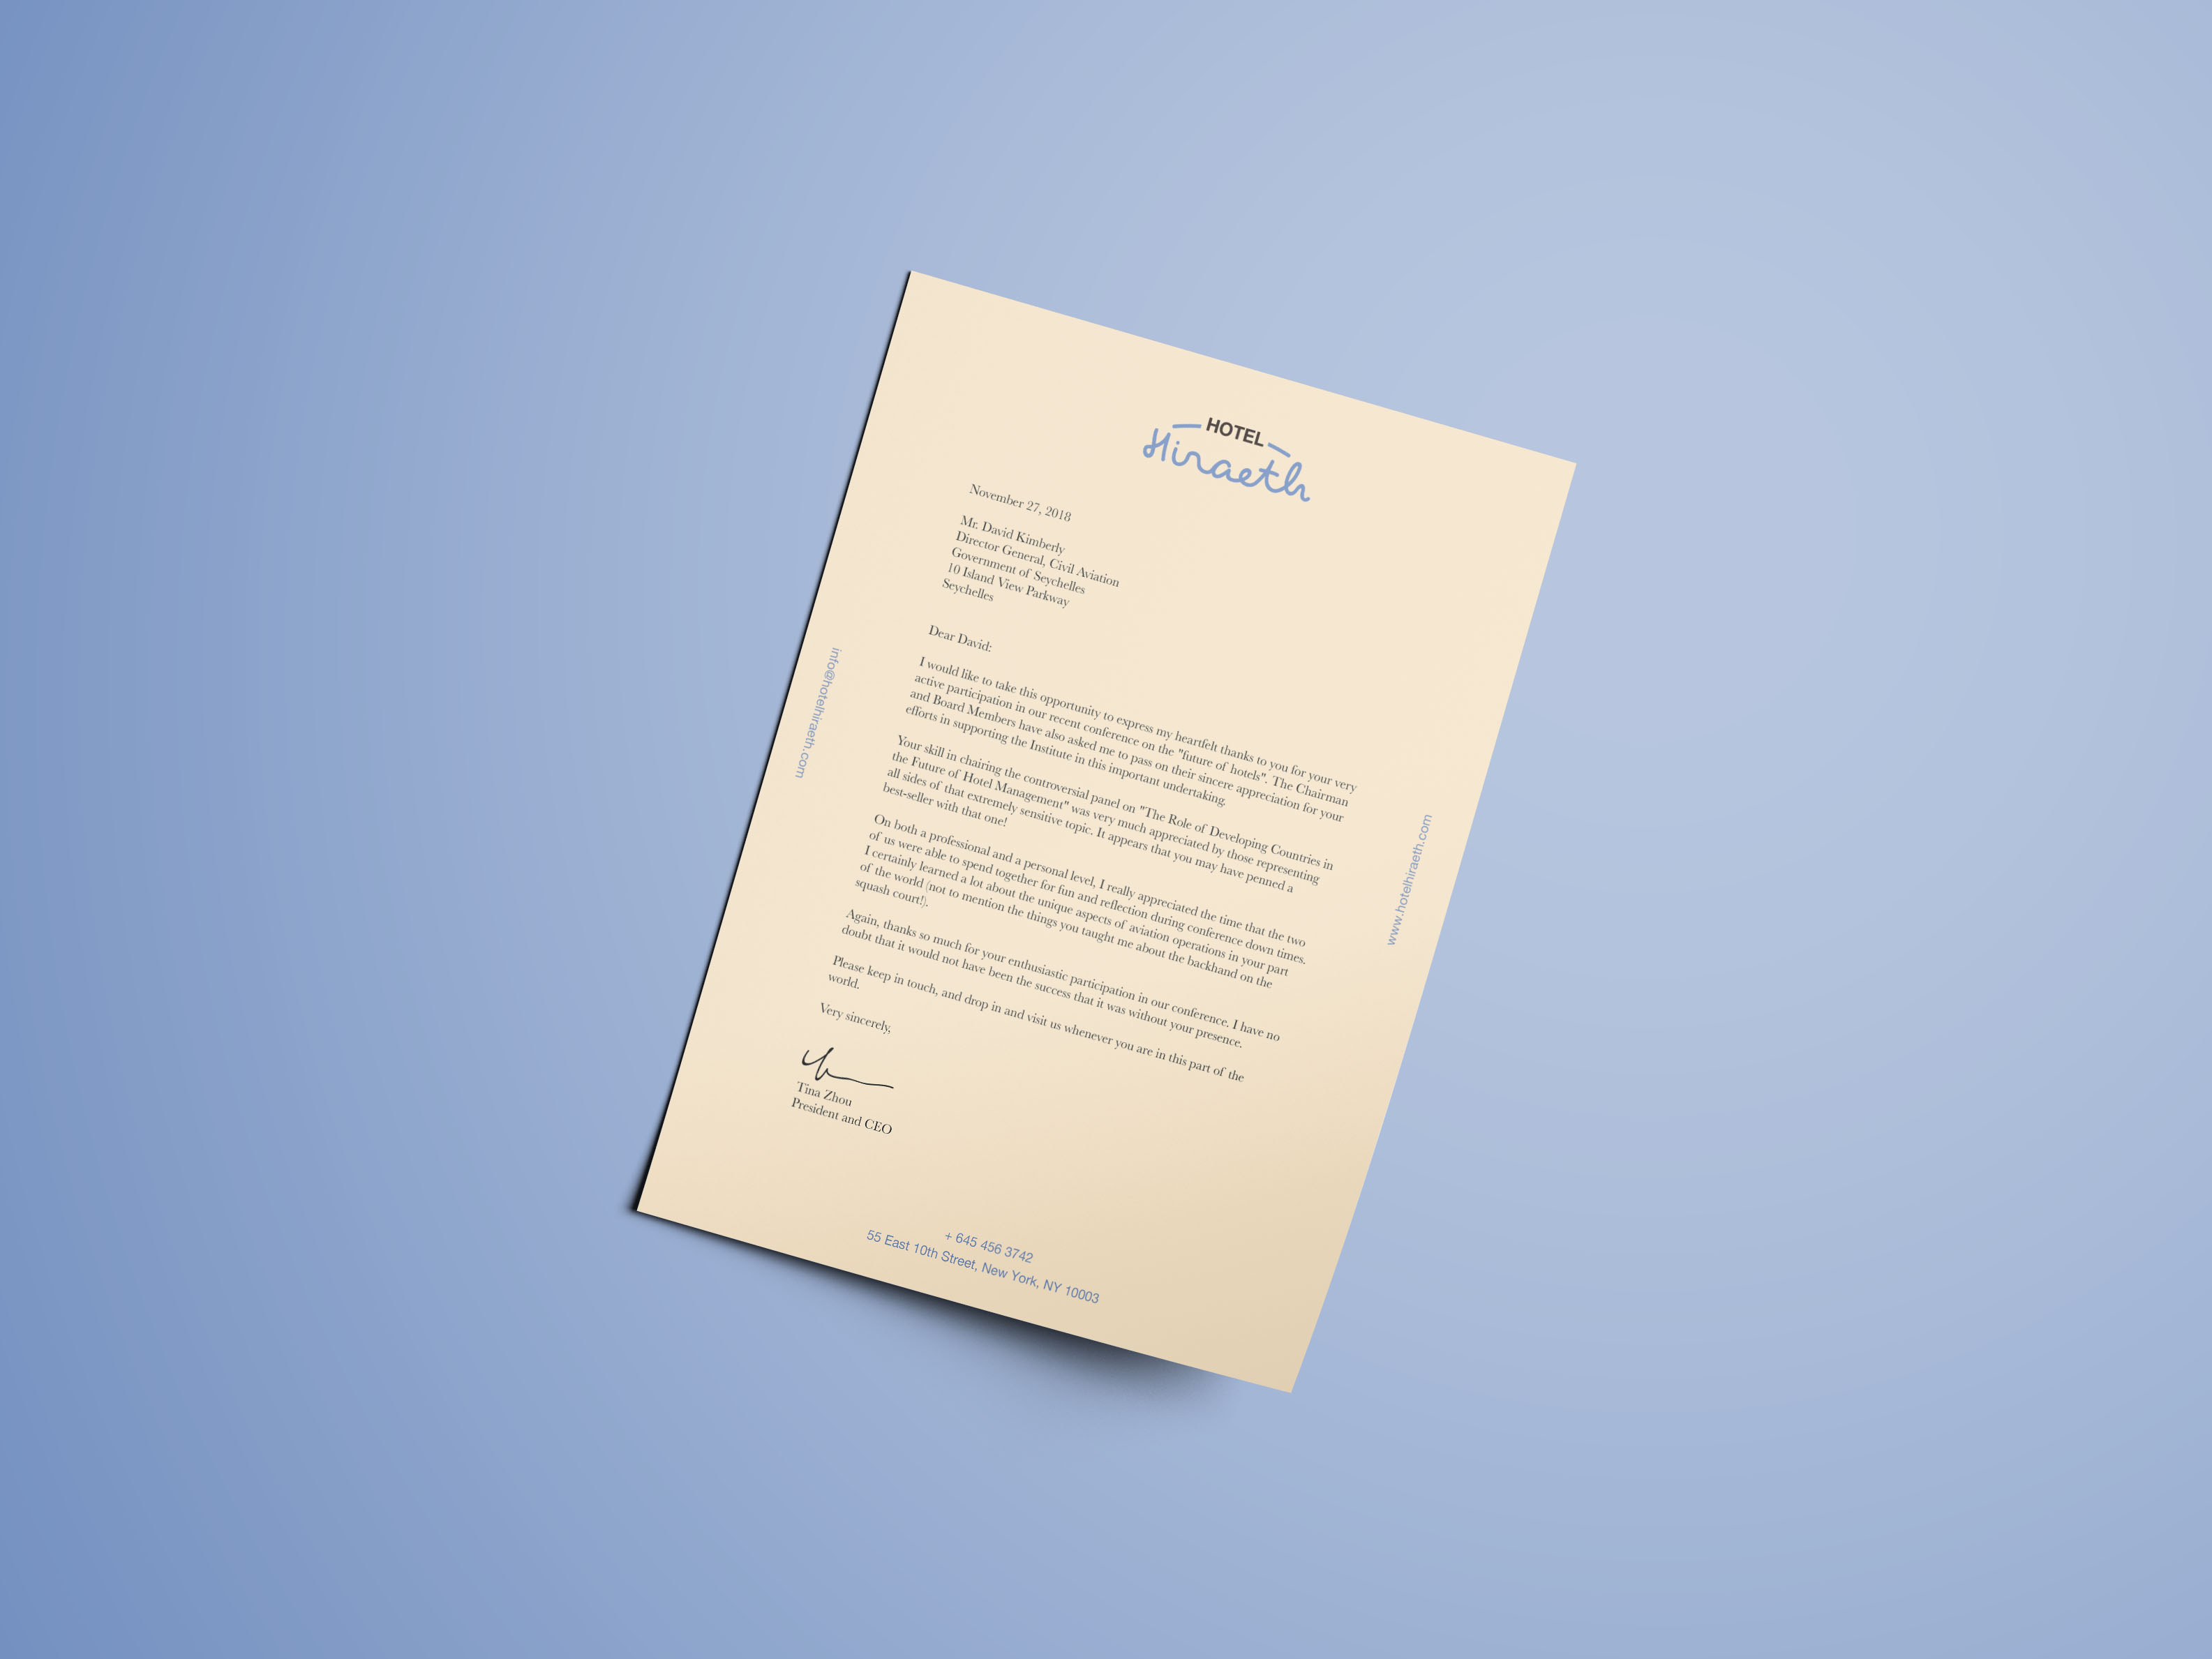 HOTEL
Hiraeth
November 27, 2018
Mr. David Kimberly
Director General, Civil Aviation
Government of Seychelles
10 Island View Parkway
Seychelles
Dear David:
I would like to take this opportunity to express my heartfelt thanks to you for your very
active participation in our recent conference on the "future of hotels". The Chairman
and Board Members have also asked me to pass on their sincere appreciation for your
efforts in supporting the Institute in this important undertaking.
Your skill in chairing the controversial panel on "The Role of Developing Countries in
the Future of Hotel Management" was very much appreciated by those representing
all sides of that extremely sensitive topic. It appears that you may have penned a
best-seller with that one!
On both a professional and a personal level, I really appreciated the time that the two
of us were able to spend together for fun and reflection during conference down times.
I certainly learned a lot about the unique aspects of aviation operations in your part
of the world (not to mention the things you taught me about the backhand on the
squash court!).
Again, thanks so much for your enthusiastic participation in our conference. I have no
doubt that it would not have been the success that it was without your presence.
Please keep in touch, and drop in and visit us whenever you are in this part of the
world.
Very sincerely,
Tina Zhou
President and CEO
info@hotelhiraeth.com
www.hotelhiraeth.com
+ 645 456 3742
55 East 10th Street, New York, NY 10003